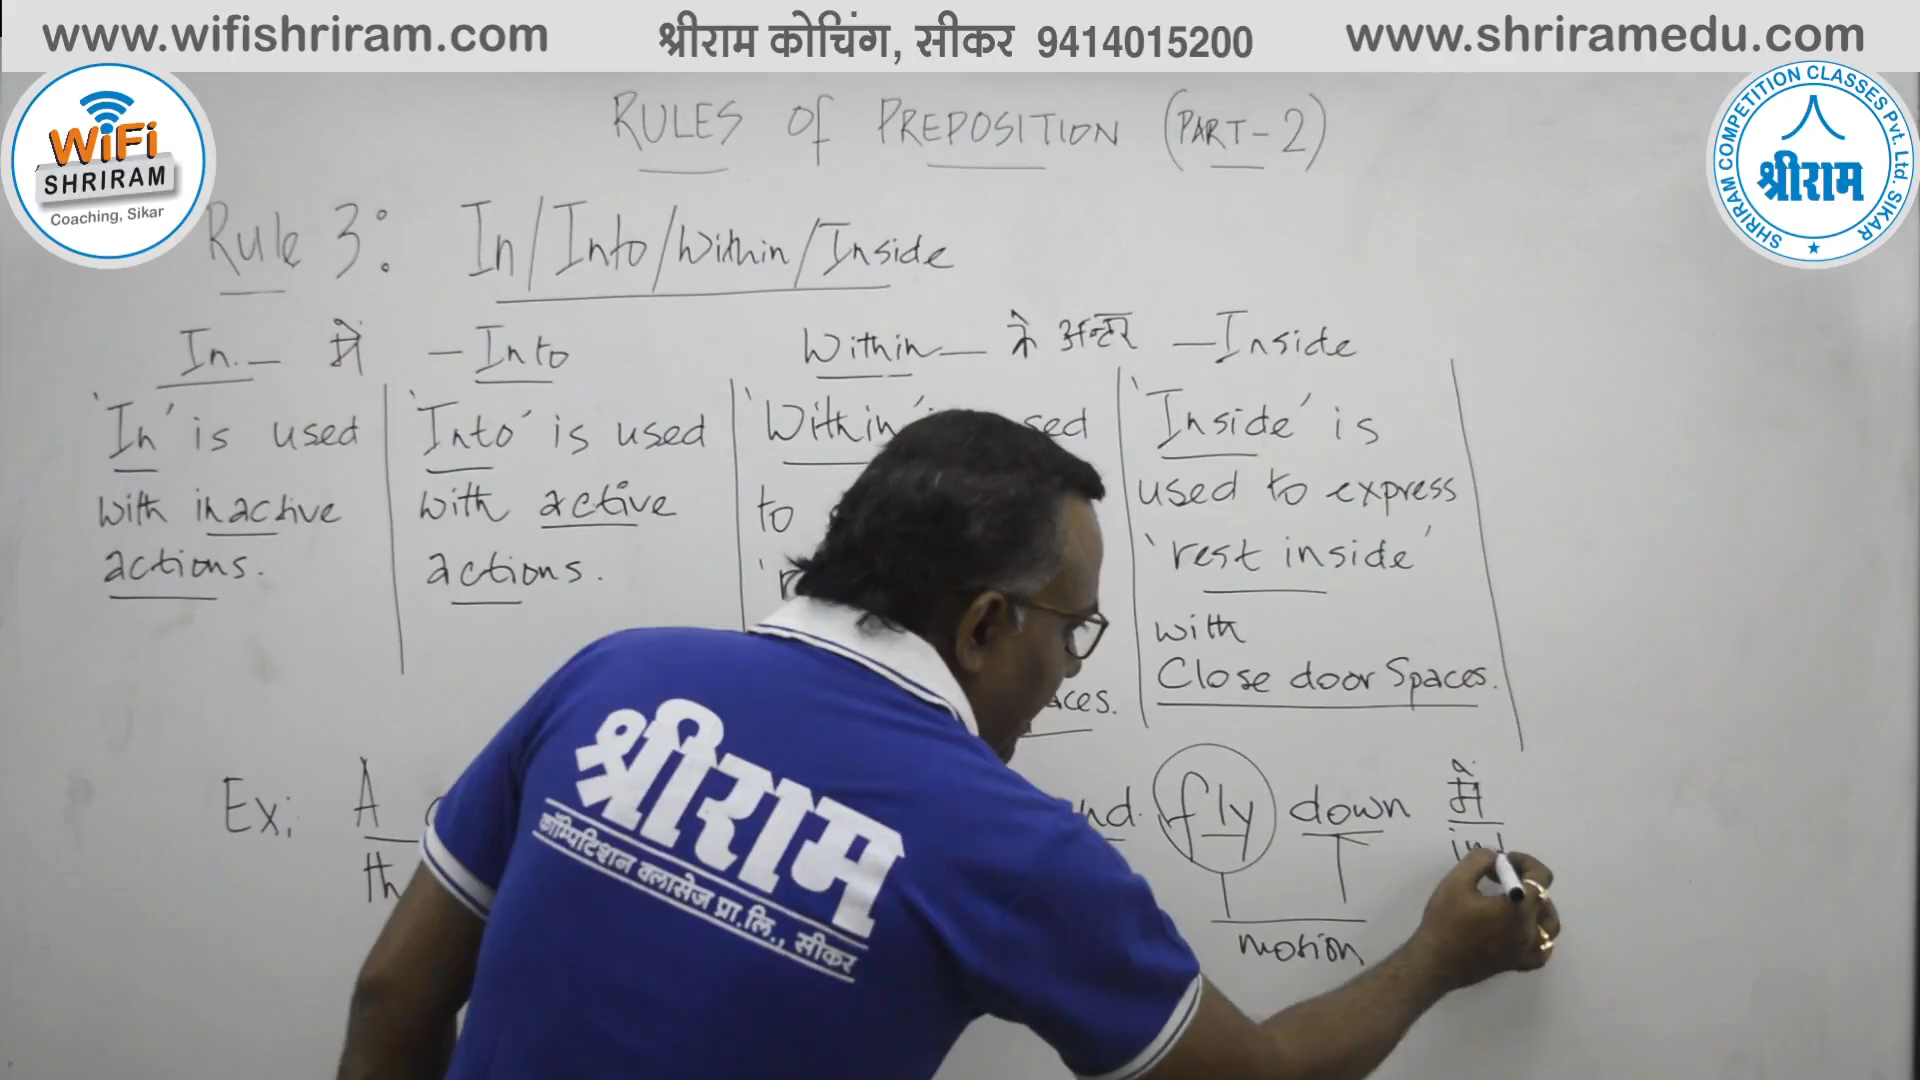 www.wifishriram.com
श्रीराम कोचिंग, सीकर 9414015200
www.shriramedu.com
WiFi
SHRIRAM
Coaching, Sikar
SHRIRAM COMPETITION CLASSES Pvt. Ltd. SIKAR
श्रीराम
RULES Of PREPOSITION (PART-2)
Rule 3: In/Into/Within/Inside
In - में - Into
Within - के अन्दर - Inside
'In' is used
with inactive
actions.
'Into' is used
with active
actions.
'Within'
to
'Inside' is
used to express
'rest inside'
with
Close door Spaces.
Ex: A
th
fly down में
motion
श्रीराम
कॉम्पिटिशन क्लासेज प्रा.लि., सीकर